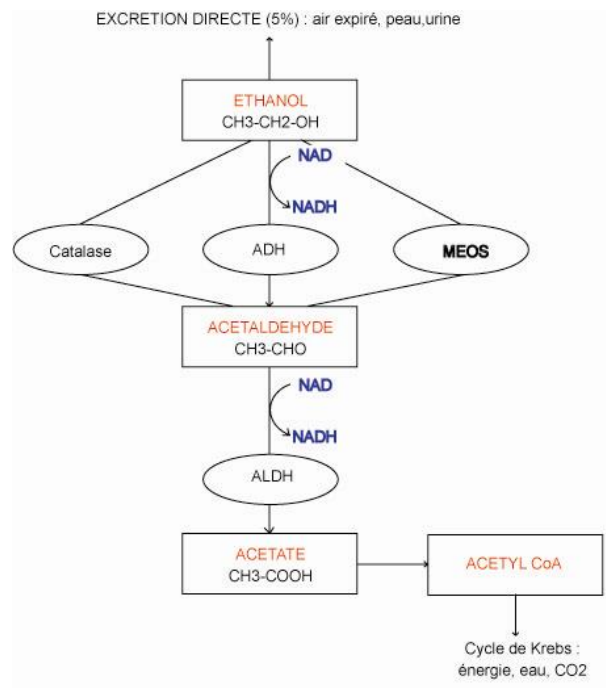 EXCRETION DIRECTE (5%) : air expiré, peau,urine
ETHANOL
CH3-CH2-OH
NAD
NADH
Catalase
ADH
MEOS
ACETALDEHYDE
CH3-CHO
NAD
NADH
ALDH
ACETATE
CH3-COOH
ACETYL CoA
Cycle de Krebs :
énergie, eau, CO2